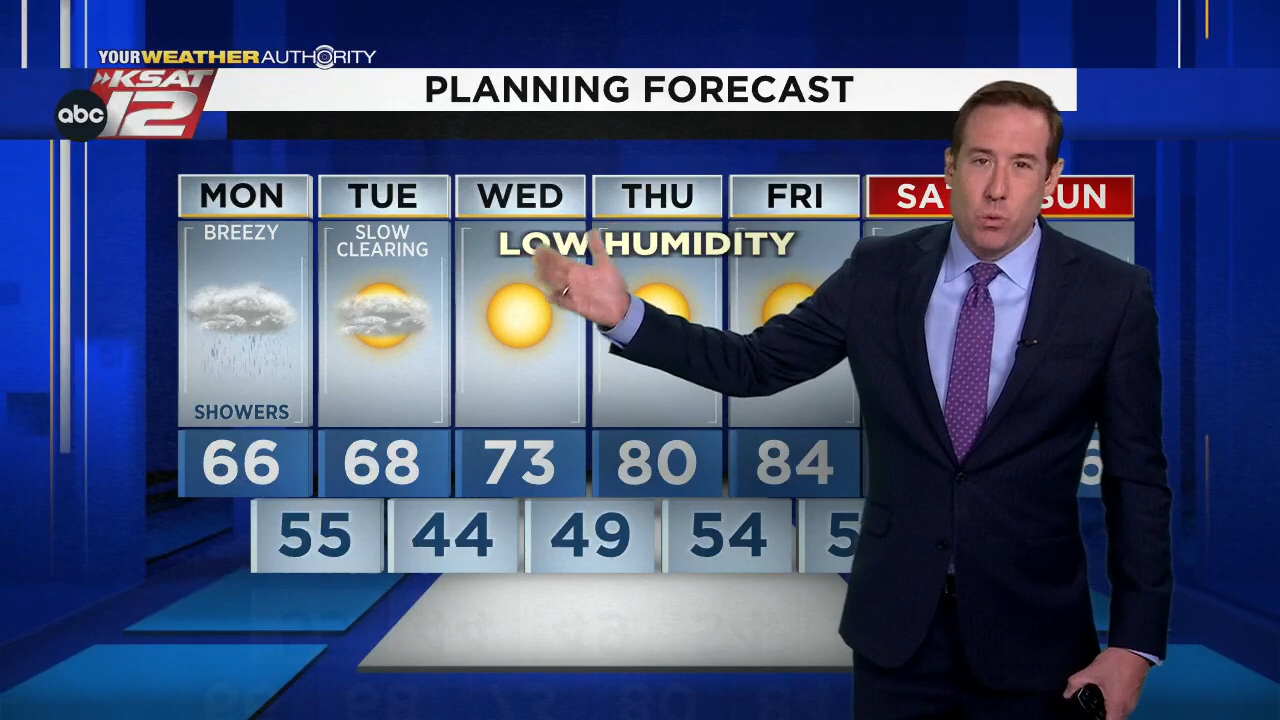 YOURWEATHERAUTHORITY
KSAT
abc 12
PLANNING FORECAST
MON TUE WED THU FRI
BREEZY SLOW
CLEARING
LOW HUMIDITY
SHOWERS
66 68 73 80 84
55 44 49 54